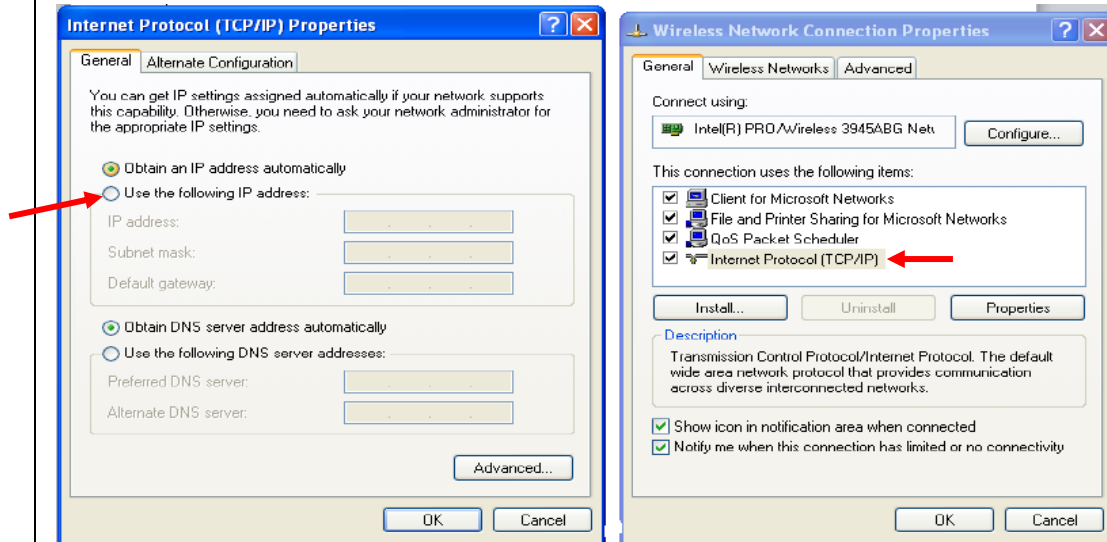 Internet Protocol (TCP/IP) Properties
General
Alternate Configuration
You can get IP settings assigned automatically if your network supports
this capability. Otherwise, you need to ask your network administrator for
the appropriate IP settings.
Obtain an IP address automatically
Use the following IP address:
IP address:
Subnet mask:
Default gateway:
Obtain DNS server address automatically
Use the following DNS server addresses:
Preferred DNS server:
Alternate DNS server:
Advanced...
OK
Cancel
Wireless Network Connection Properties
General
Wireless Networks
Advanced
Connect using:
Intel(R) PRO/Wireless 3945ABG Netw
Configure...
This connection uses the following items:
Client for Microsoft Networks
File and Printer Sharing for Microsoft Networks
QoS Packet Scheduler
Internet Protocol (TCP/IP)
Install...
Uninstall
Properties
Description
Transmission Control Protocol/Internet Protocol. The default
wide area network protocol that provides communication
across diverse interconnected networks.
Show icon in notification area when connected
Notify me when this connection has limited or no connectivity
OK
Cancel